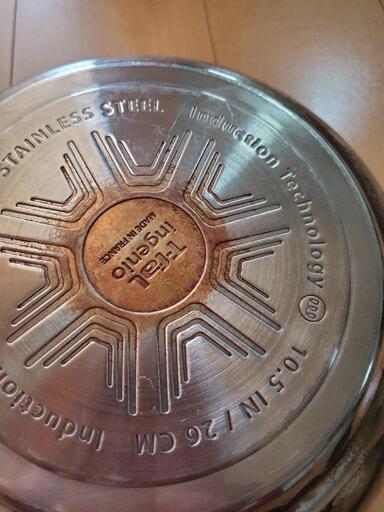 STAINLESS STEEL
Induction Technology
10.5 IN / 26 CM
Induction
T-fal
ingenio
MADE IN FRANCE